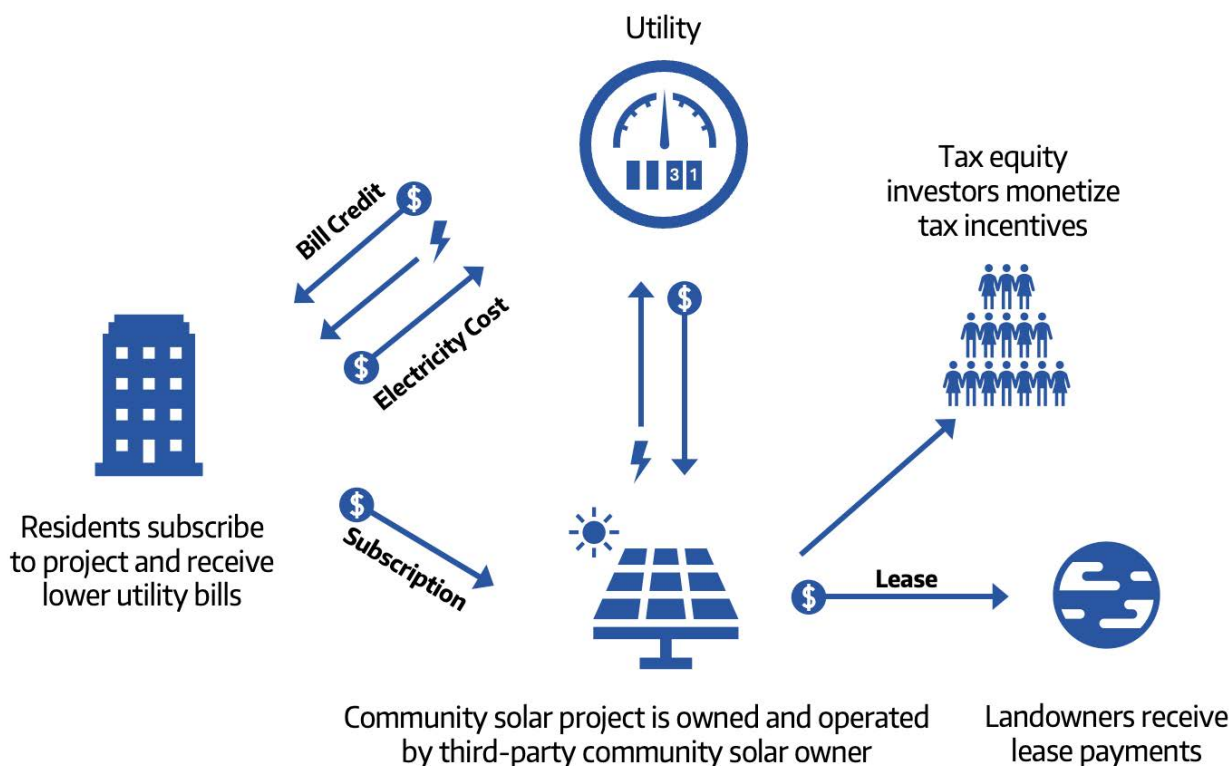 Utility
3 1
Tax equity
investors monetize
tax incentives
$
Bill Credit
$
Electricity Cost
$
$
Residents subscribe
to project and receive
lower utility bills
Subscription
$
Lease
Community solar project is owned and operated
by third-party community solar owner
Landowners receive
lease payments